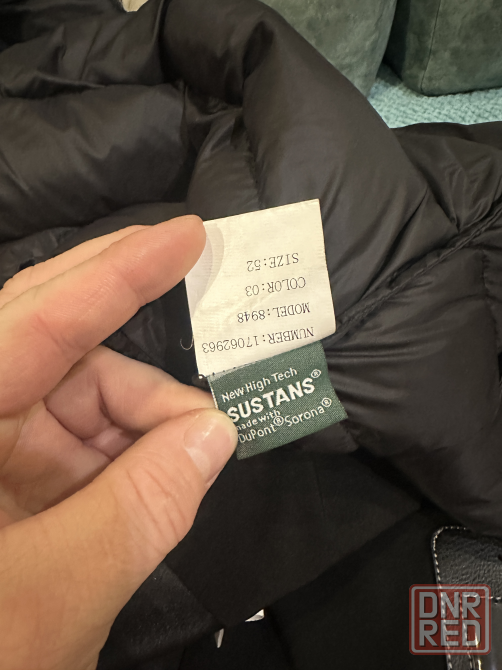 NUMBER:17062963
MODEL:8948
COLOR:03
SIZE:52
New High Tech
SUSTANS®
made with
DuPont® Sorona®
DNR
RED